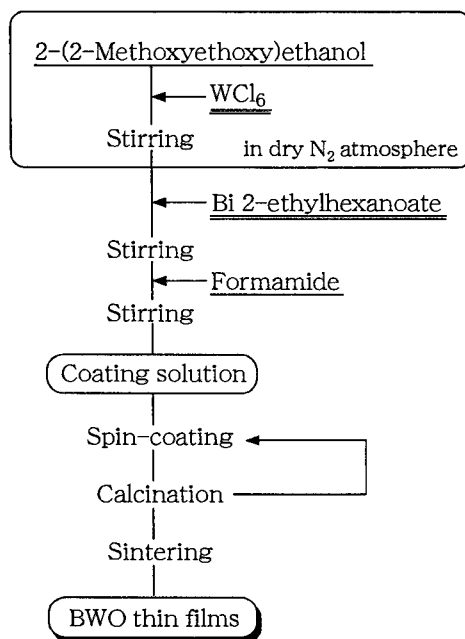 2-(2-Methoxyethoxy)ethanol
WCl6
Stirring
in dry N2 atmosphere
Bi 2-ethylhexanoate
Stirring
Formamide
Stirring
Coating solution
Spin-coating
Calcination
Sintering
BWO thin films